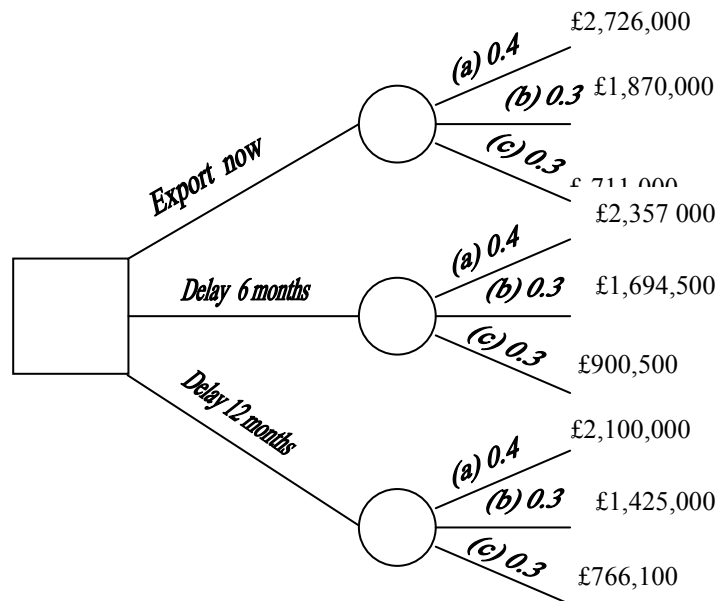 £2,726,000
(a) 0.4
(b) 0.3 £1,870,000
(c) 0.3
Export now
£ 711,000
£2,357 000
(a) 0.4
Delay 6 months
(b) 0.3 £1,694,500
(c) 0.3
£900,500
Delay 12 months
£2,100,000
(a) 0.4
(b) 0.3 £1,425,000
(c) 0.3
£766,100